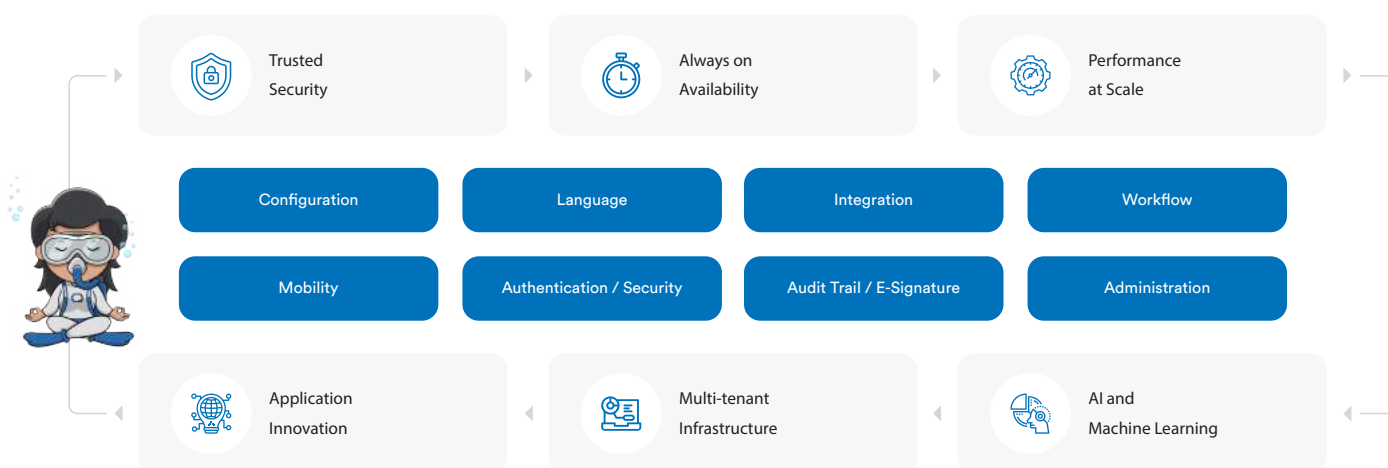 Trusted
Security
Always on
Availability
Performance
at Scale
Configuration
Language
Integration
Workflow
Mobility
Authentication / Security
Audit Trail / E-Signature
Administration
Application
Innovation
Multi-tenant
Infrastructure
AI and
Machine Learning